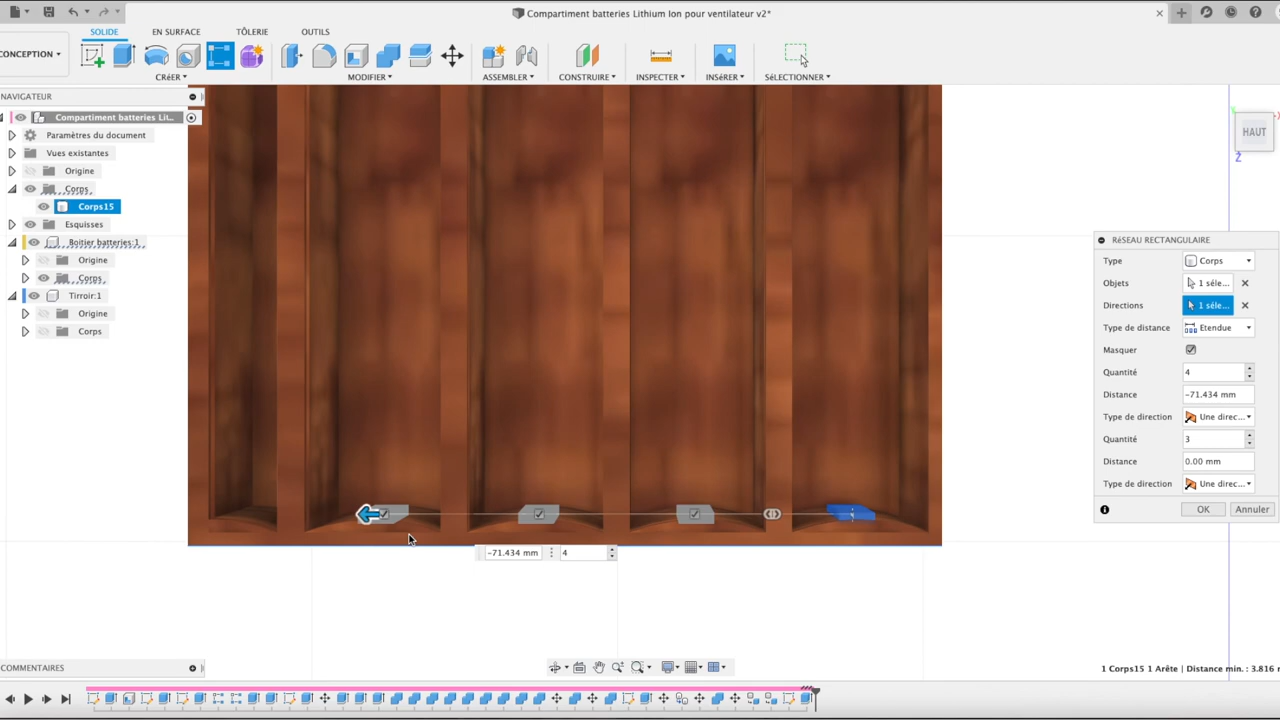 Compartiment batteries Lithium Ion pour ventilateur v2*
SOLIDE
EN SURFACE
TÔLERIE
OUTILS
CONCEPTION
CRÉER
MODIFIER
ASSEMBLER
CONSTRUIRE
INSPECTER
INSÉRER
SÉLECTIONNER
NAVIGATEUR
Compartiment batteries Lit...
Paramètres du document
Vues existantes
Origine
Corps
Corps15
Esquisses
Boitier batteries:1
Origine
Corps
Tirroir:1
Origine
Corps
HAUT
Z
RÉSEAU RECTANGULAIRE
Type Corps
Objets 1 séle...
Directions 1 séle...
Type de distance Etendue
Masquer
Quantité 4
Distance -71.434 mm
Type de direction Une direc...
Quantité 3
Distance 0.00 mm
Type de direction Une direc...
OK Annuler
-71.434 mm 4
COMMENTAIRES
1 Corps15 1 Arête | Distance min. : 3.816